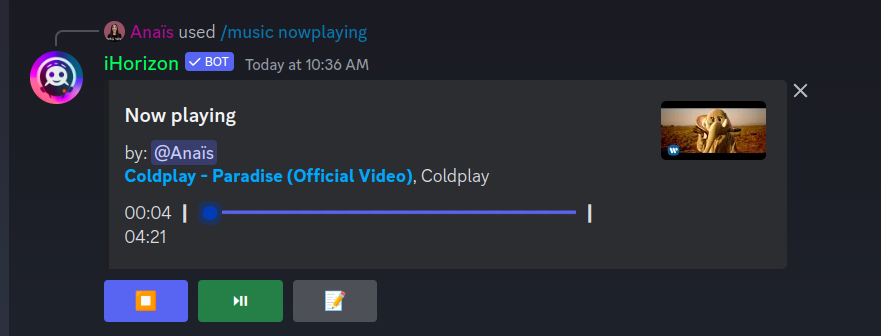 Anaïs used /music nowplaying
iHorizon ✓ BOT Today at 10:36 AM
Now playing
by: @Anaïs
Coldplay - Paradise (Official Video), Coldplay
00:04 | |
04:21